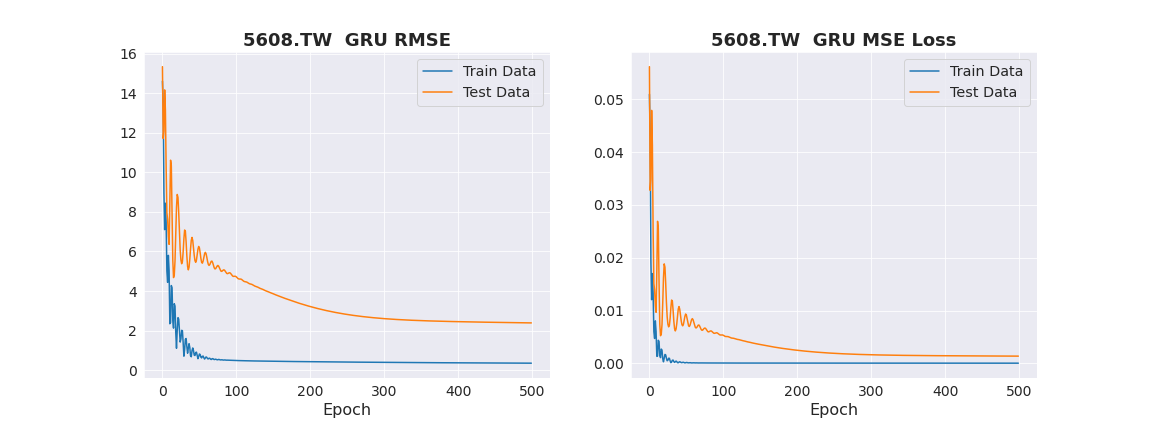 5608.TW  GRU RMSE
16
14
12
10
8
6
4
2
0
0 100 200 300 400 500
Epoch
Train Data
Test Data
5608.TW  GRU MSE Loss
0.05
0.04
0.03
0.02
0.01
0.00
0 100 200 300 400 500
Epoch
Train Data
Test Data